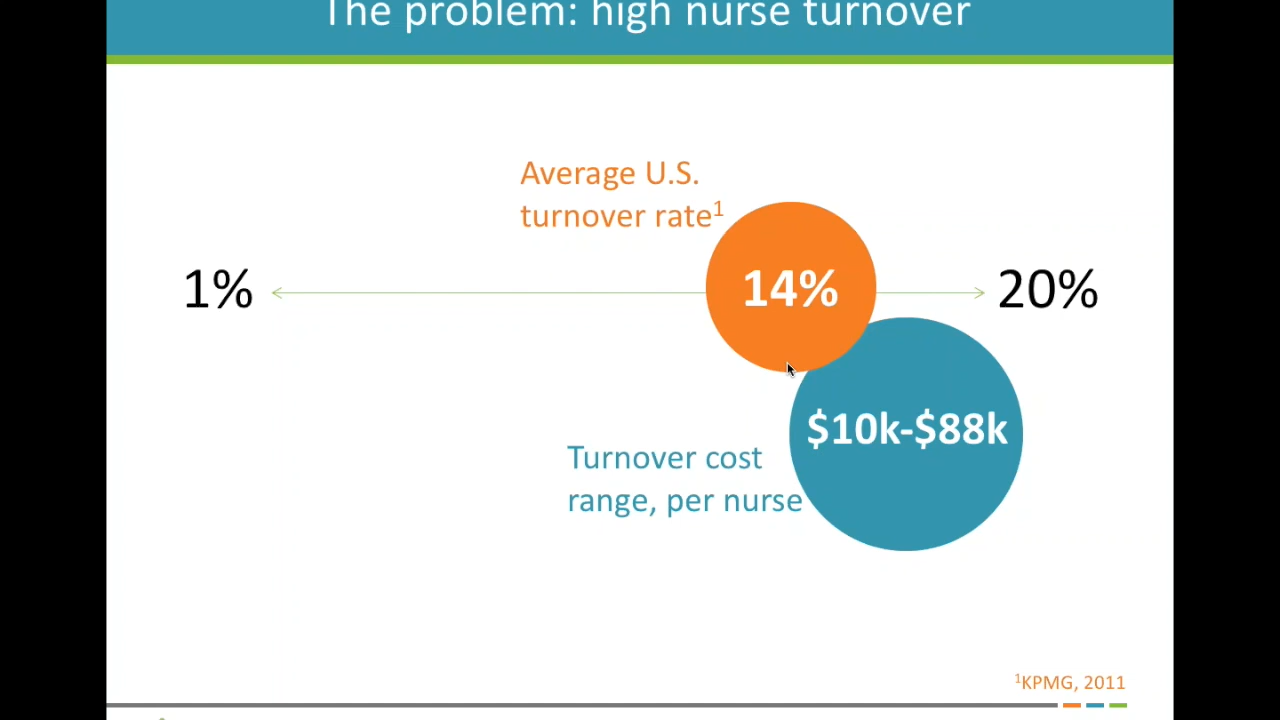 The problem: high nurse turnover
Average U.S.
turnover rate¹
1%
14%
20%
$10k-$88k
Turnover cost
range, per nurse
¹KPMG, 2011